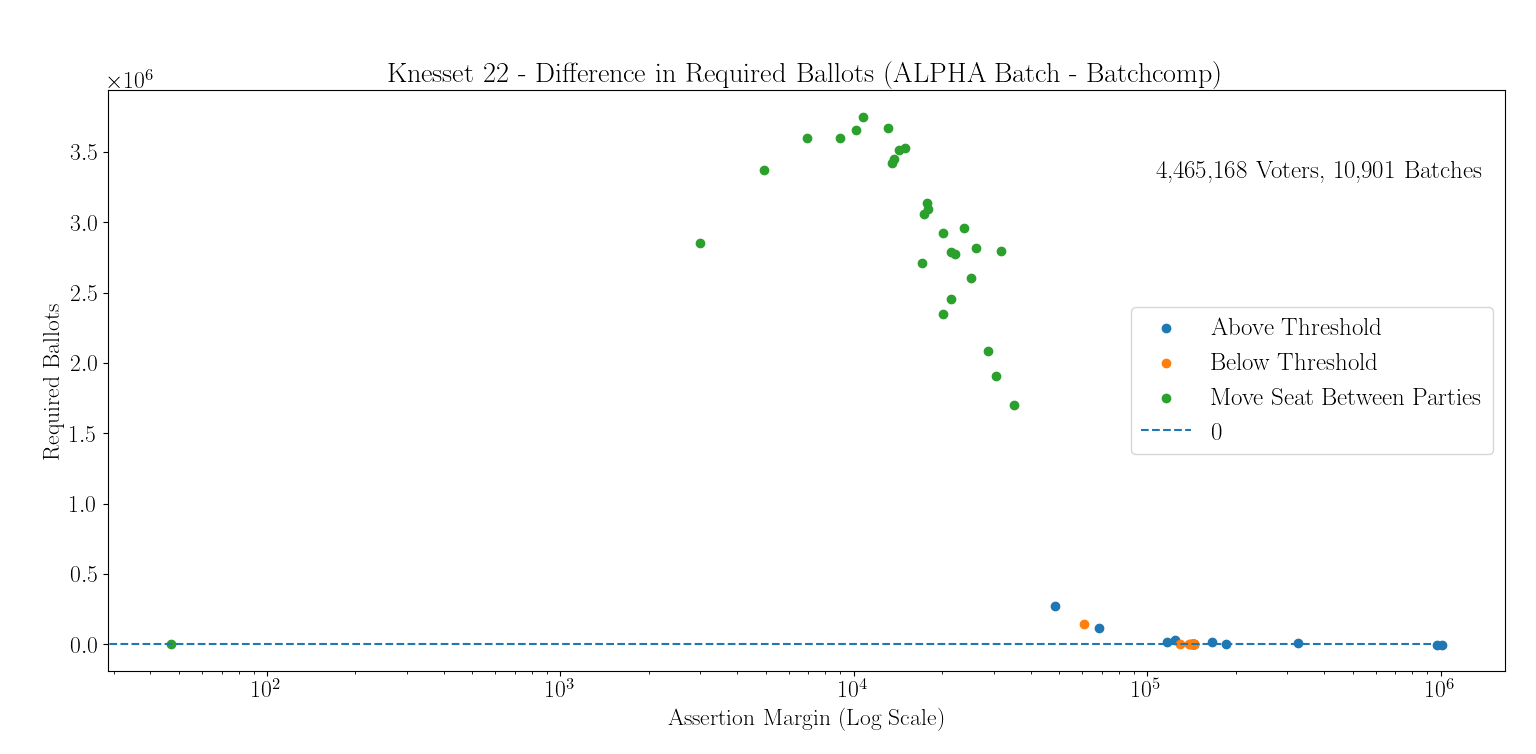 Knesset 22 - Difference in Required Ballots (ALPHA Batch - Batchcomp)
×10⁶
3.5
3.0
2.5
2.0
1.5
1.0
0.5
0.0
Required Ballots
4,465,168 Voters, 10,901 Batches
Above Threshold
Below Threshold
Move Seat Between Parties
0
10² 10³ 10⁴ 10⁵ 10⁶
Assertion Margin (Log Scale)